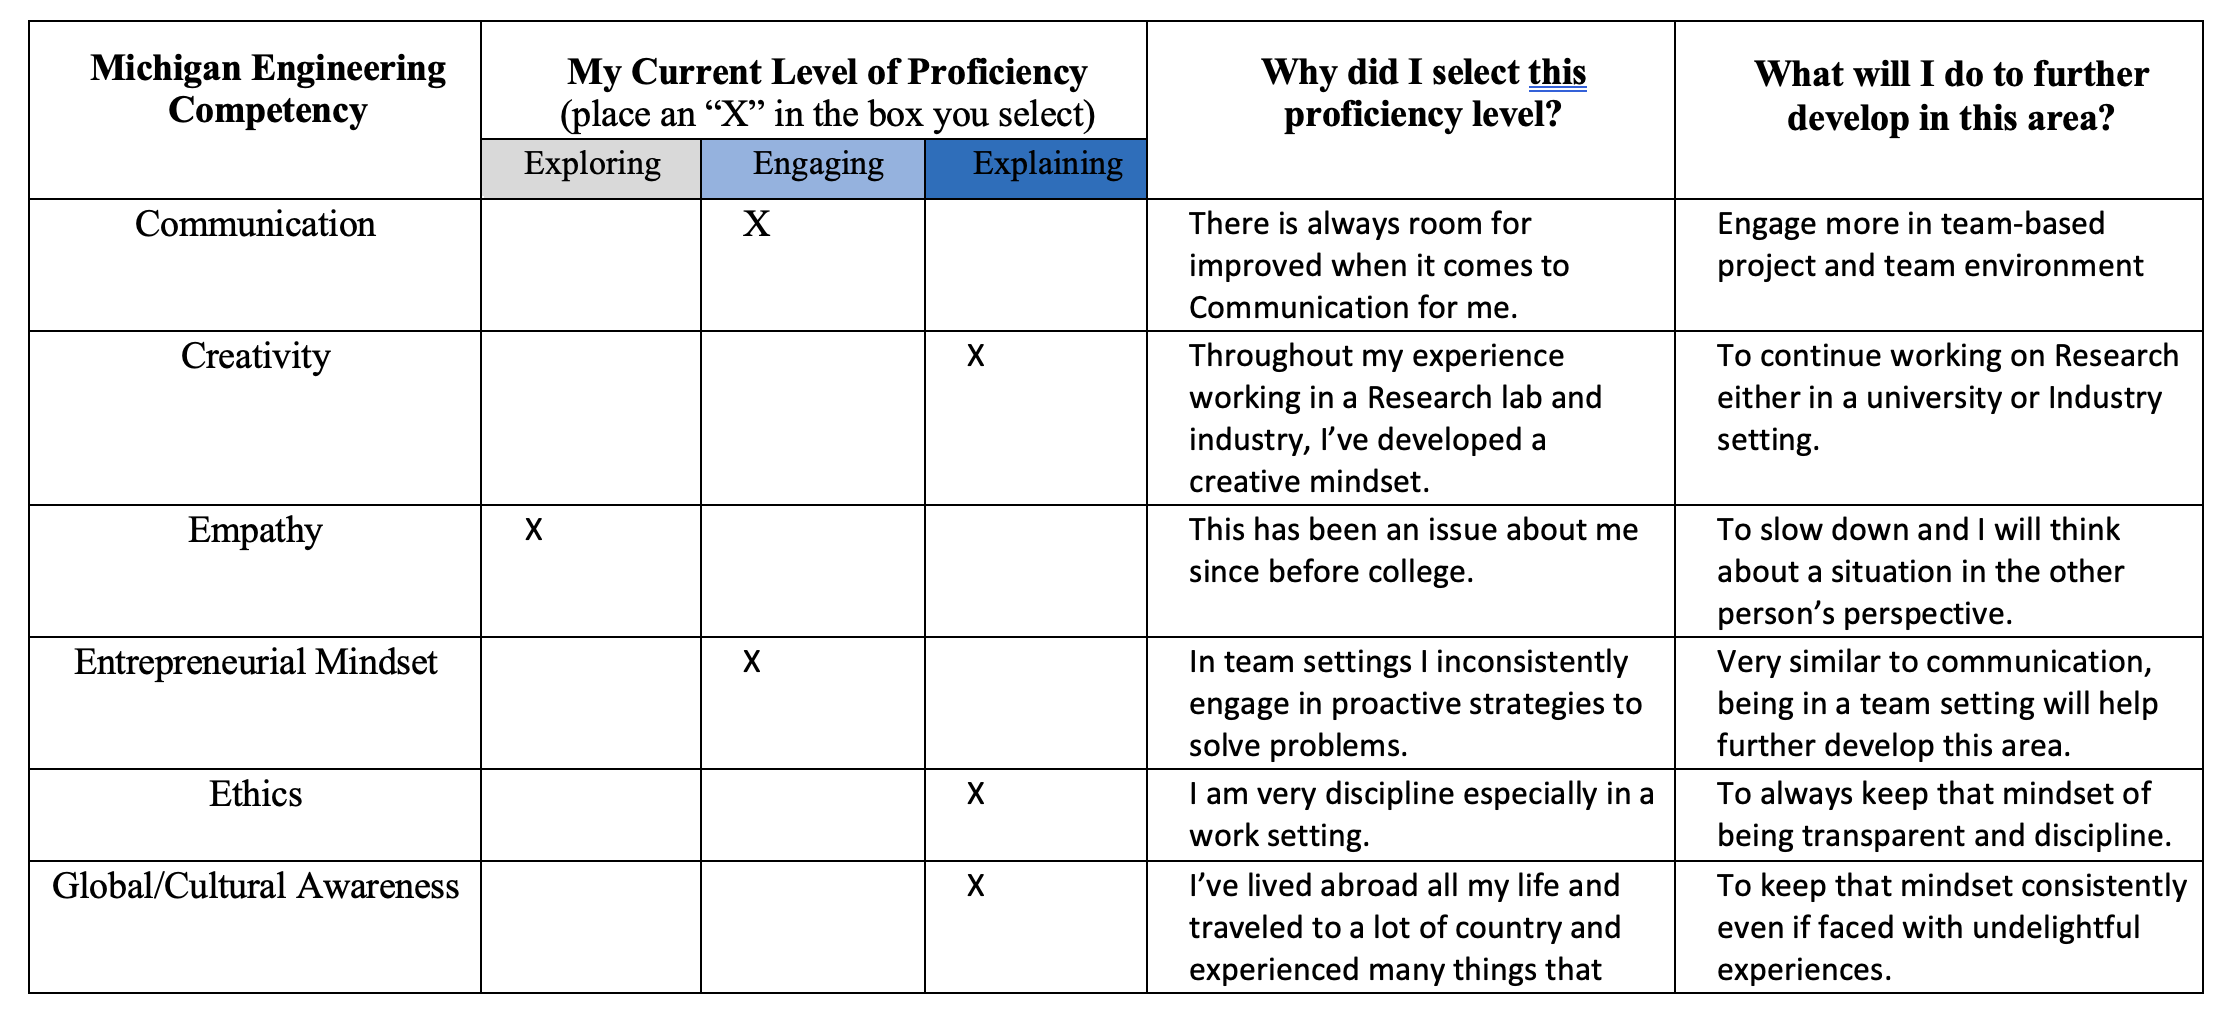 Michigan Engineering
Competency
My Current Level of Proficiency
(place an “X” in the box you select)
Why did I select this
proficiency level?
What will I do to further
develop in this area?
Exploring
Engaging
Explaining
Communication
X
There is always room for
improved when it comes to
Communication for me.
Engage more in team-based
project and team environment
Creativity
X
Throughout my experience
working in a Research lab and
industry, I’ve developed a
creative mindset.
To continue working on Research
either in a university or Industry
setting.
Empathy
X
This has been an issue about me
since before college.
To slow down and I will think
about a situation in the other
person’s perspective.
Entrepreneurial Mindset
X
In team settings I inconsistently
engage in proactive strategies to
solve problems.
Very similar to communication,
being in a team setting will help
further develop this area.
Ethics
X
I am very discipline especially in a
work setting.
To always keep that mindset of
being transparent and discipline.
Global/Cultural Awareness
X
I’ve lived abroad all my life and
traveled to a lot of country and
experienced many things that
To keep that mindset consistently
even if faced with undelightful
experiences.